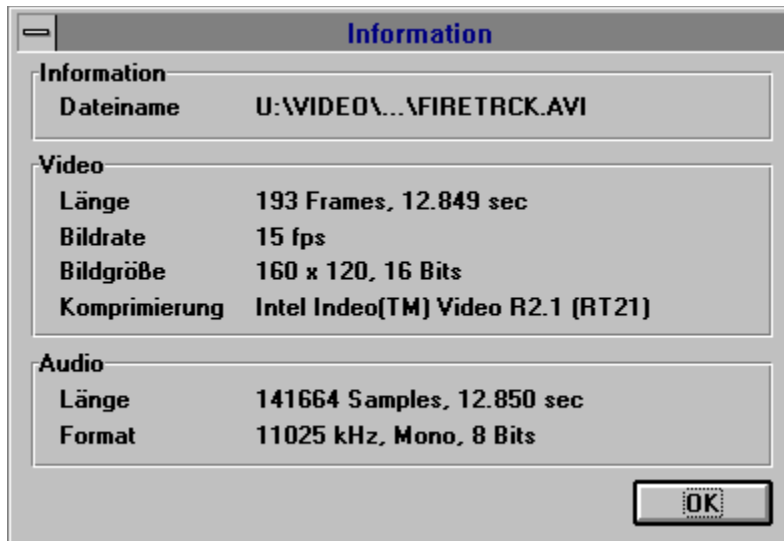 Information
Information
Dateiname U:\VIDEO\...\FIRETRCK.AVI
Video
Länge 193 Frames, 12.849 sec
Bildrate 15 fps
Bildgröße 160 x 120, 16 Bits
Komprimierung Intel Indeo(TM) Video R2.1 (RT21)
Audio
Länge 141664 Samples, 12.850 sec
Format 11025 kHz, Mono, 8 Bits
OK